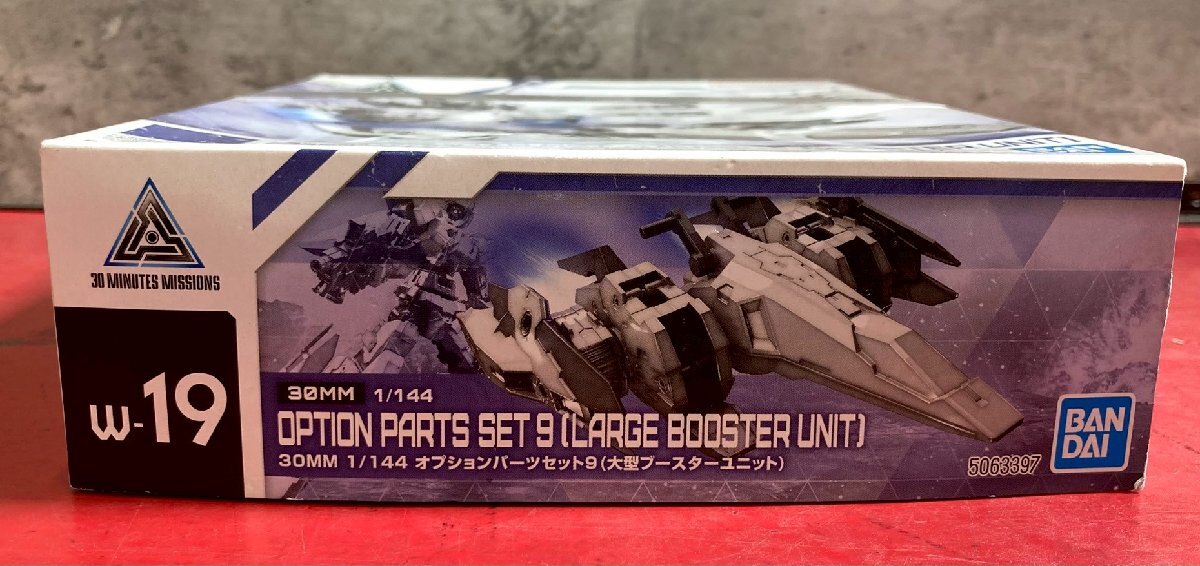 30 MINUTES MISSIONS
W-19
30MM 1/144
OPTION PARTS SET 9 (LARGE BOOSTER UNIT)
30MM 1/144 オプションパーツセット9(大型ブースターユニット)
5063397
BAN
DAI